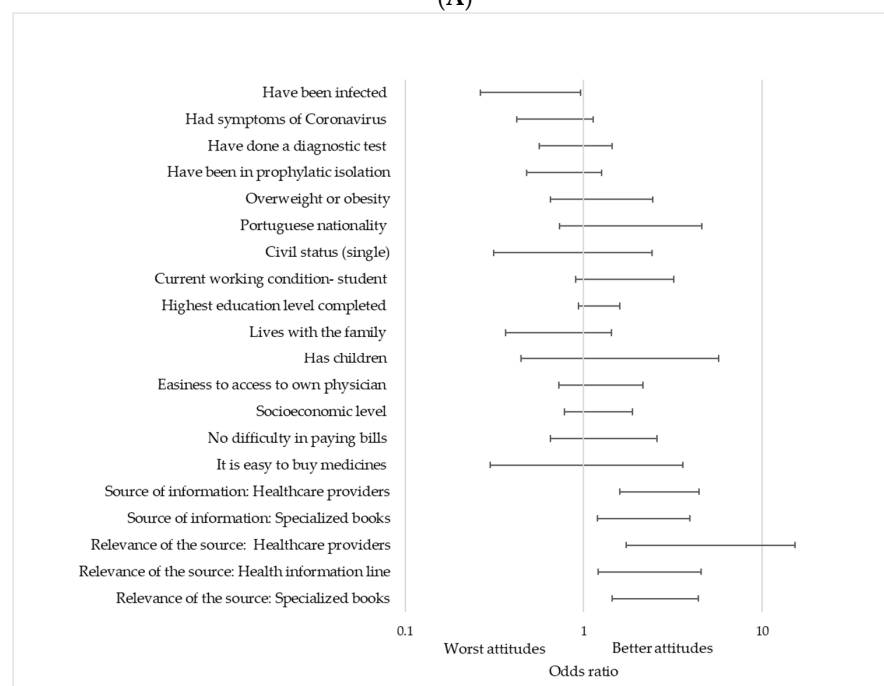 (A)
Have been infected
Had symptoms of Coronavirus
Have done a diagnostic test
Have been in prophylatic isolation
Overweight or obesity
Portuguese nationality
Civil status (single)
Current working condition- student
Highest education level completed
Lives with the family
Has children
Easiness to access to own physician
Socioeconomic level
No difficulty in paying bills
It is easy to buy medicines
Source of information: Healthcare providers
Source of information: Specialized books
Relevance of the source: Healthcare providers
Relevance of the source: Health information line
Relevance of the source: Specialized books
0.1 1 10
Worst attitudes Better attitudes
Odds ratio